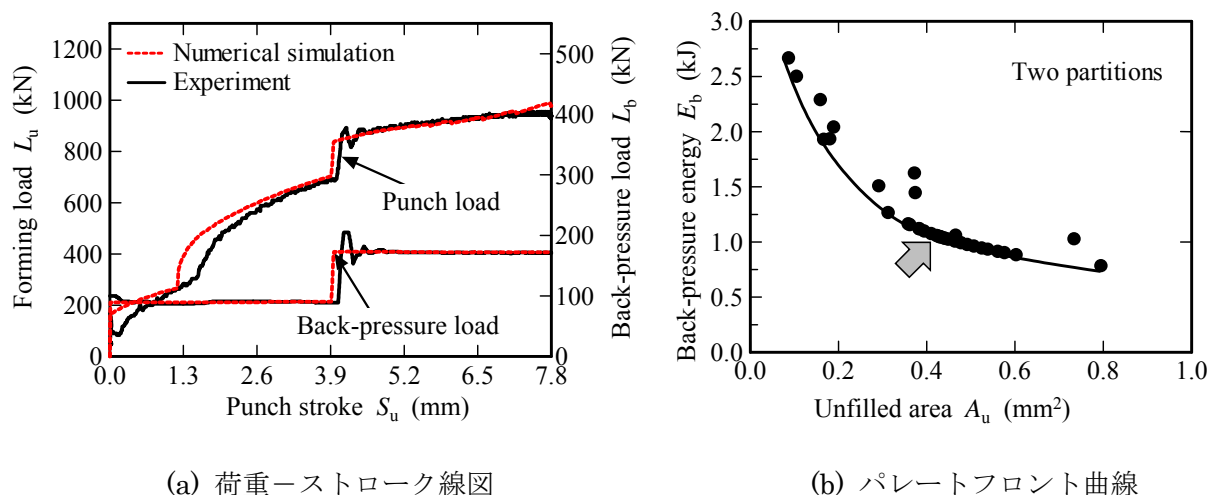 Forming load Lu (kN)
1200
1000
800
600
400
200
0
Numerical simulation
Experiment
Punch load
Back-pressure load
500
400
300
200
100
0
Back-pressure load Lb (kN)
0.0 1.3 2.6 3.9 5.2 6.5 7.8
Punch stroke Su (mm)
(a) 荷重－ストローク線図
Back-pressure energy Eb (kJ)
3.0
2.5
2.0
1.5
1.0
0.5
0.0
Two partitions
0.0 0.2 0.4 0.6 0.8 1.0
Unfilled area Au (mm²)
(b) パレートフロント曲線